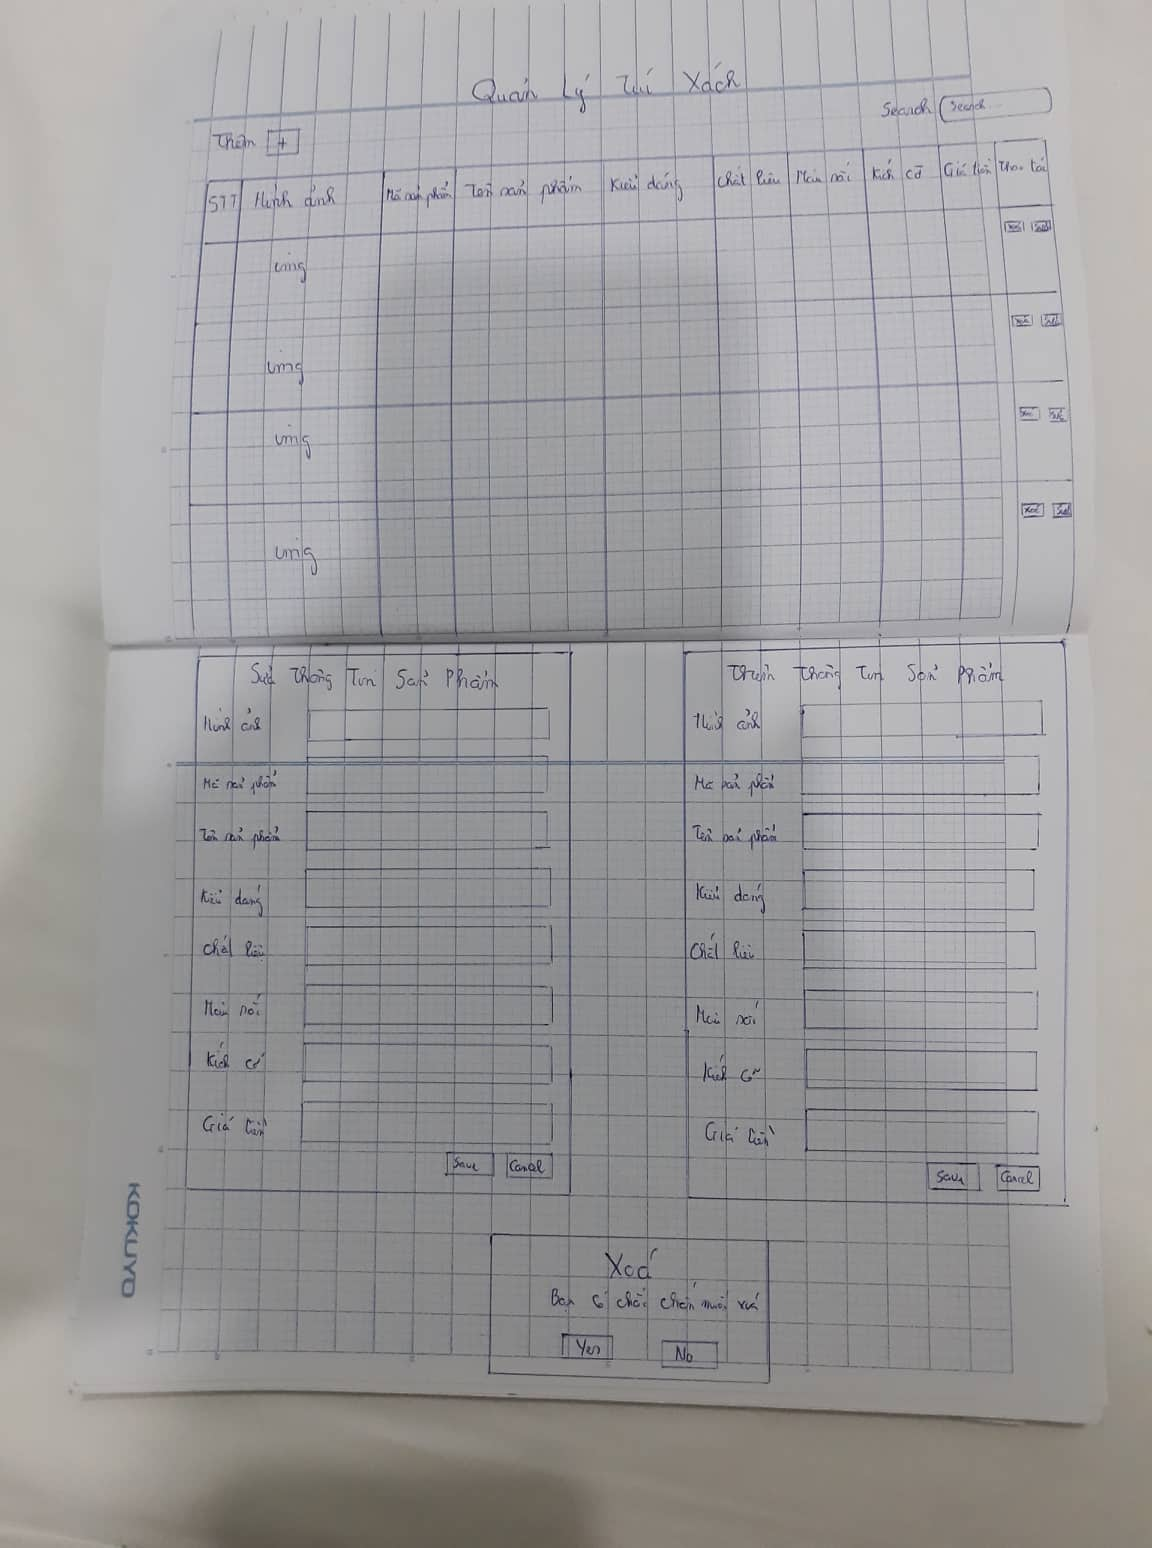 Quản Lý Túi Xách
Search Search...
Thêm +
STT Hình ảnh Mã sản phẩm Tên sản phẩm Kiểu dáng Chất liệu Màu sắc Kích cỡ Giá tiền Thao tác
img Xoá Sửa
img Xoá Sửa
img Xoá Sửa
img Xoá Sửa
Sửa Thông Tin Sản Phẩm
Hình ảnh
Mã sản phẩm
Tên sản phẩm
Kiểu dáng
Chất liệu
Màu sắc
Kích cỡ
Giá tiền
Save Cancel
Thêm Thông Tin Sản Phẩm
Hình ảnh
Mã sản phẩm
Tên sản phẩm
Kiểu dáng
Chất liệu
Màu sắc
Kích cỡ
Giá tiền
Save Cancel
KOKUYO
Xoá
Bạn có chắc chắn muốn xoá
Yes No